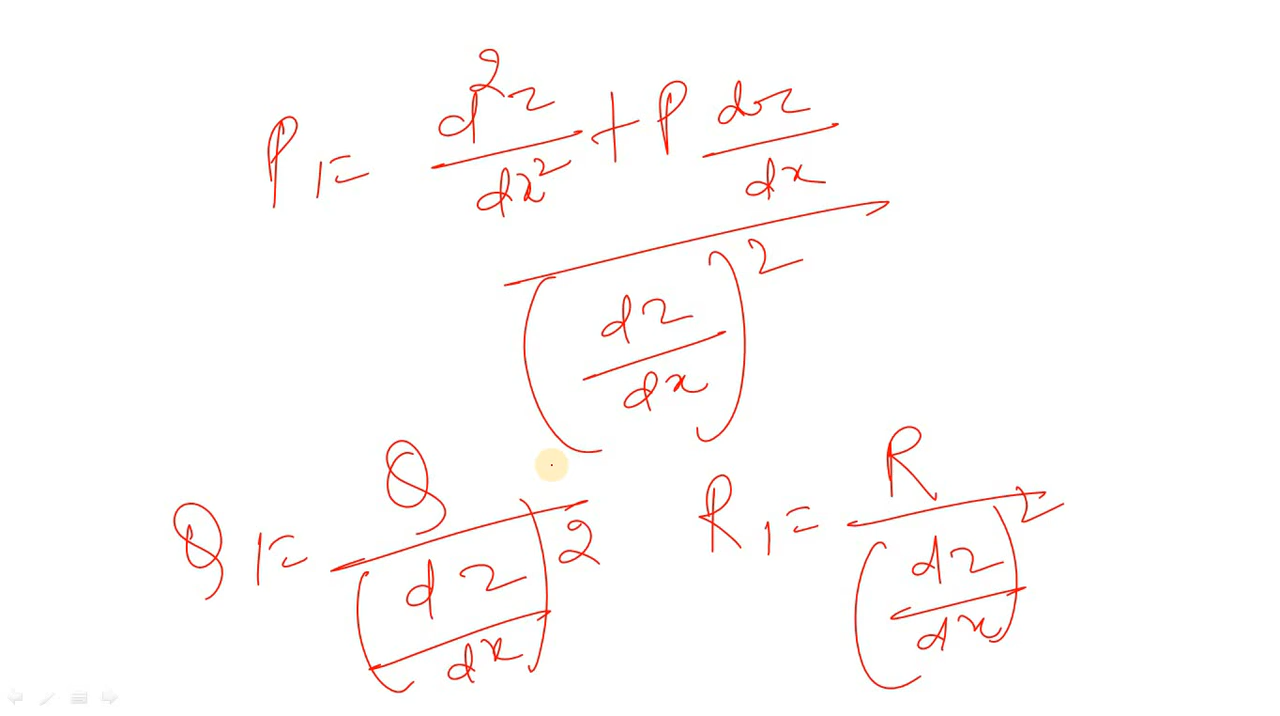 P₁ = (d²z/dx² + P dz/dx) / (dz/dx)²
Q₁ = Q / (dz/dx)² R₁ = R / (dz/dx)²